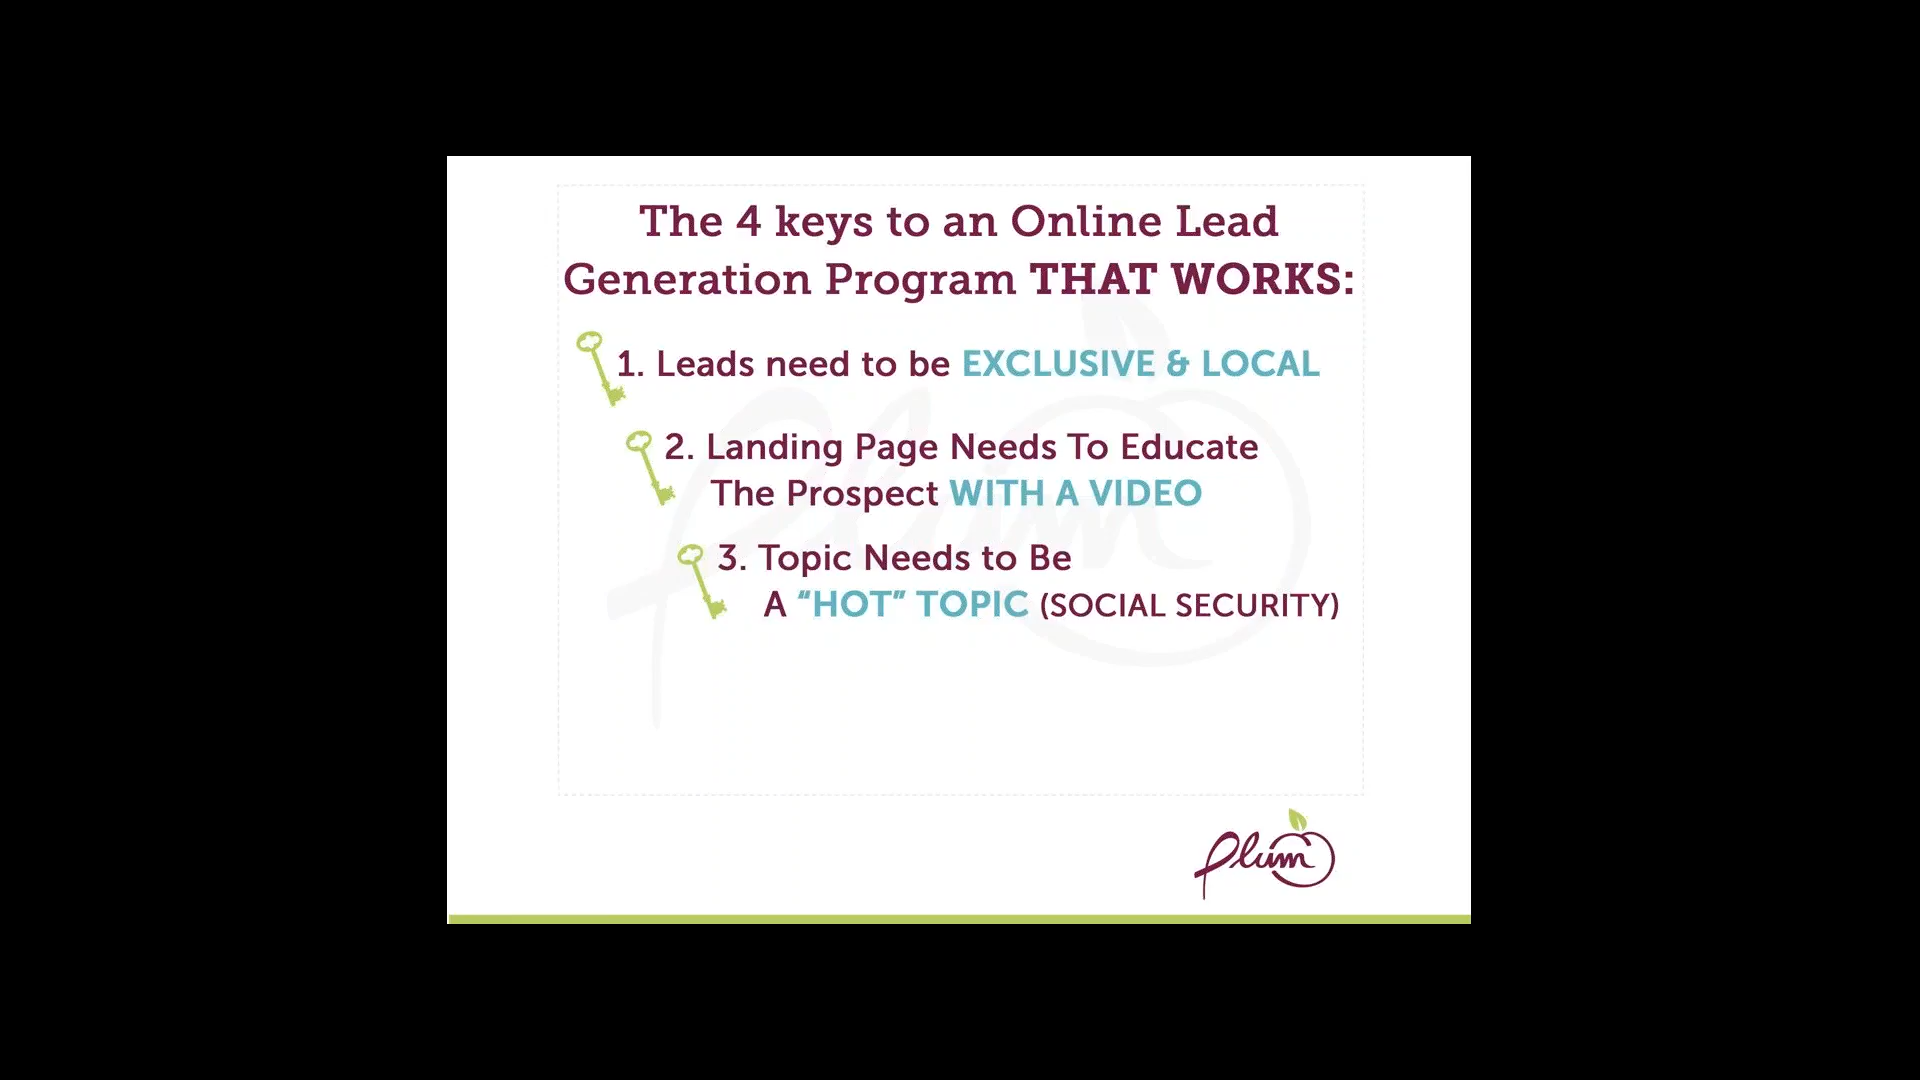 The 4 keys to an Online Lead
Generation Program THAT WORKS:
1. Leads need to be EXCLUSIVE & LOCAL
2. Landing Page Needs To Educate
The Prospect WITH A VIDEO
3. Topic Needs to Be
A “HOT” TOPIC (SOCIAL SECURITY)
plum